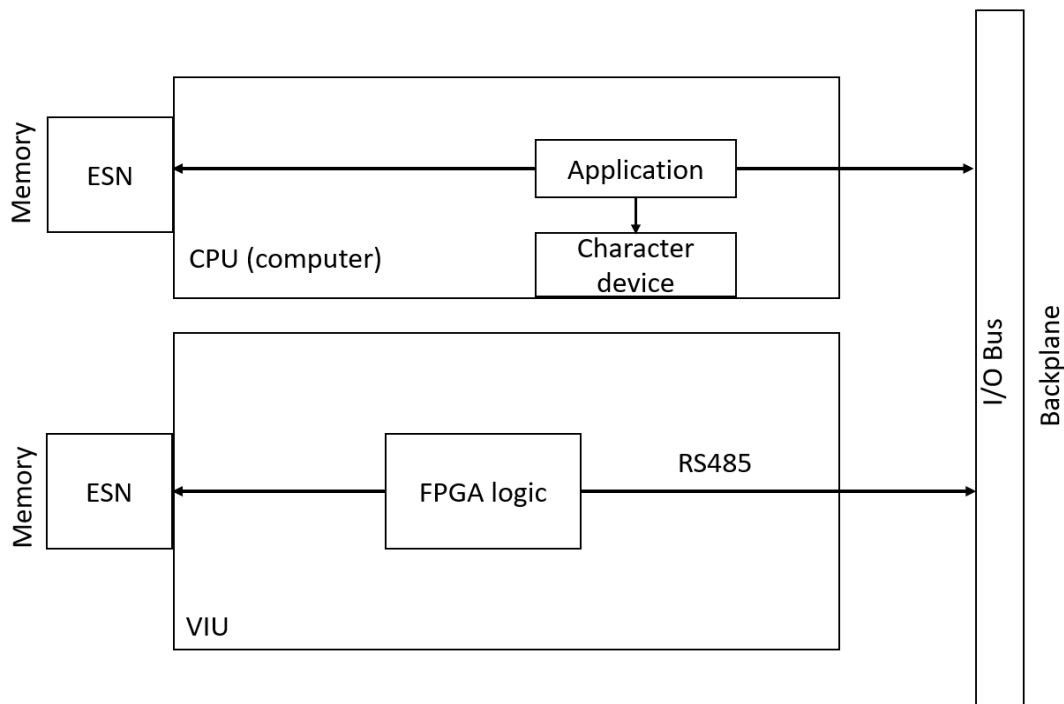 Memory
ESN
Application
Character
device
CPU (computer)
Memory
ESN
FPGA logic
RS485
VIU
I/O Bus
Backplane